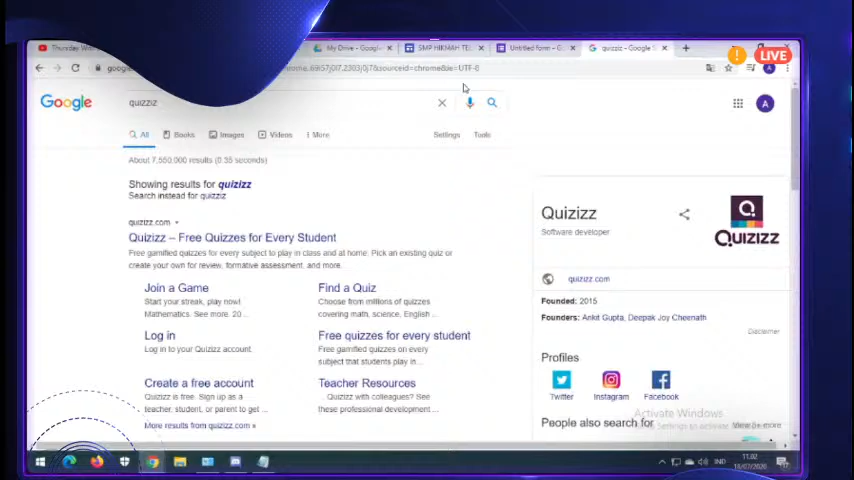 LIVE
My Drive - Google
SMP HIKMAH TE
Untitled form - G
quizziz - Google S
Google
quizziz
All
Books
Images
Videos
More
Settings
Tools
About 7,550,000 results (0.35 seconds)
Showing results for quizizz
Search instead for quizziz
quizizz.com
Quizizz – Free Quizzes for Every Student
Free gamified quizzes for every subject to play in class and at home. Pick an existing quiz or
create your own for review, formative assessment, and more.
Join a Game
Start your streak, play now!
Mathematics. See more. 20 ...
Find a Quiz
Choose from millions of quizzes
covering math, science, English ...
Log in
Log in to your Quizizz account.
Free quizzes for every student
Free gamified quizzes on every
subject that students play in ...
Create a free account
Quizizz is free. Sign up as a
teacher, student, or parent to get ...
Teacher Resources
... Quizizz with colleagues? See
these professional development ...
More results from quizizz.com »
Quizizz
Software developer
QUIZIZZ
quizizz.com
Founded: 2015
Founders: Ankit Gupta, Deepak Joy Cheenath
Disclaimer
Profiles
Twitter
Instagram
Facebook
People also search for
View 5+ more
Activate Windows
IND
11.02